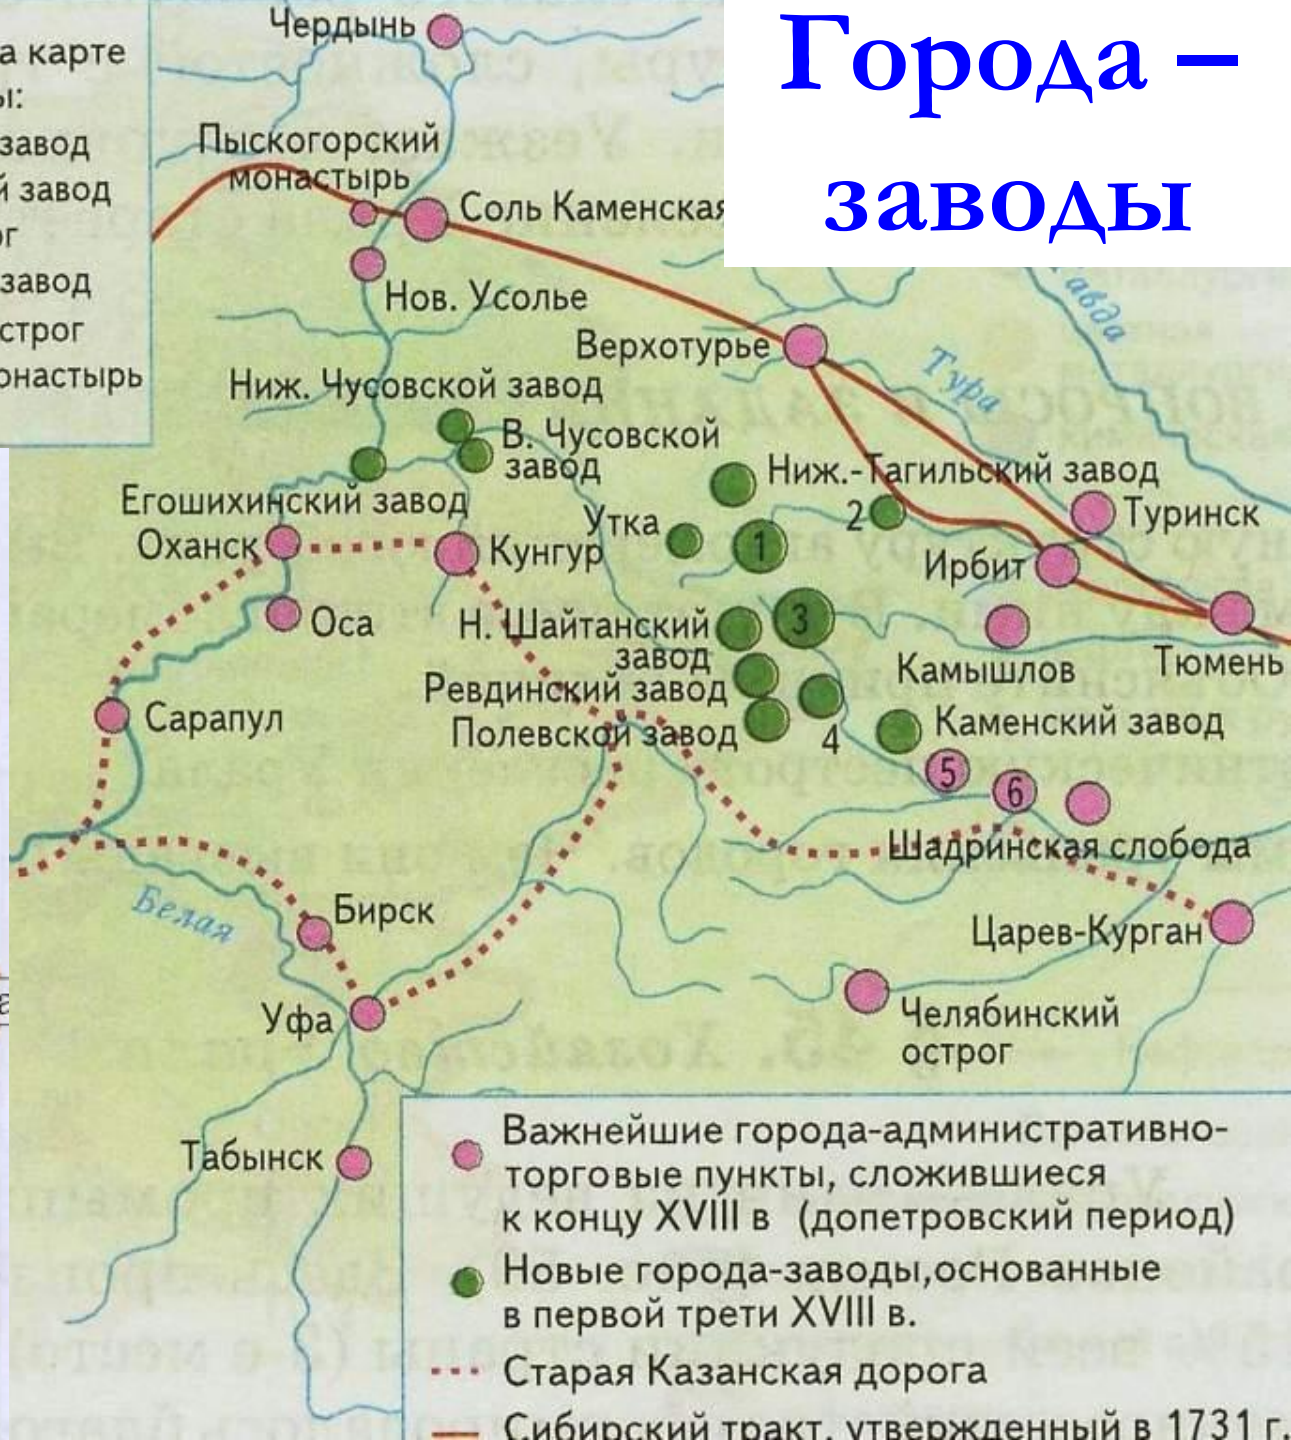 Города –
заводы
а карте
ы:
завод
й завод
ог
завод
строг
онастырь
Чердынь
Пыскогорский
монастырь
Соль Каменская
Нов. Усолье
Верхотурье
Тура
авда
Ниж. Чусовской завод
В. Чусовской
завод
Ниж.-Тагильский завод
Егошихинский завод
Утка
1
2
Туринск
Оханск
Кунгур
Ирбит
Оса
Н. Шайтанский
завод
3
Камышлов
Тюмень
Ревдинский завод
Сарапул
Полевской завод
4
Каменский завод
5
6
Шадринская слобода
Белая
Бирск
Царев-Курган
Уфа
Челябинский
острог
Табынск
Важнейшие города-административно-
торговые пункты, сложившиеся
к концу XVIII в (допетровский период)
Новые города-заводы,основанные
в первой трети XVIII в.
Старая Казанская дорога
Сибирский тракт, утвержденный в 1731 г.